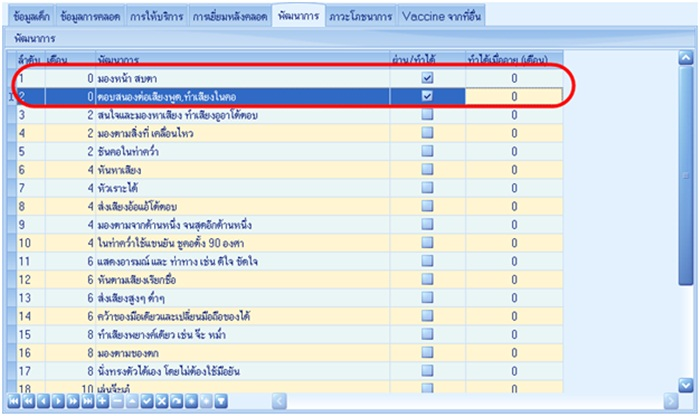 ข้อมูลเด็ก ข้อมูลการคลอด การให้บริการ การเยี่ยมหลังคลอด พัฒนาการ ภาวะโภชนาการ Vaccine จากที่อื่น
พัฒนาการ
ลำดับ เดือน พัฒนาการ ผ่าน/ทำได้ ทำได้เมื่ออายุ (เดือน)
1 0 มองหน้า สบตา 0
2 0 ตอบสนองต่อเสียงพูด,ทำเสียงในคอ 0
3 2 สนใจและมองหาเสียง ทำเสียงอูอาโต้ตอบ 0
4 2 มองตามสิ่งที่ เคลื่อนไหว 0
5 2 ชันคอในท่าคว่ำ 0
6 4 หันหาเสียง 0
7 4 หัวเราะได้ 0
8 4 ส่งเสียงอ้อแอ้โต้ตอบ 0
9 4 มองตามจากด้านหนึ่ง จนสุดอีกด้านหนึ่ง 0
10 4 ในท่าคว่ำใช้แขนยัน ชูคอตั้ง 90 องศา 0
11 6 แสดงอารมณ์ และ ท่าทาง เช่น ดีใจ ขัดใจ 0
12 6 หันตามเสียงเรียกชื่อ 0
13 6 ส่งเสียงสูงๆ ต่ำๆ 0
14 6 คว้าของมือเดียวและเปลี่ยนมือถือของได้ 0
15 8 ทำเสียงพยางค์เดียว เช่น จ๊ะ หม่ำ 0
16 8 มองตามของตก 0
17 8 นั่งทรงตัวได้เอง โดยไม่ต้องใช้มือยัน 0
18 10 เล่นจ๊ะเอ๋ 0